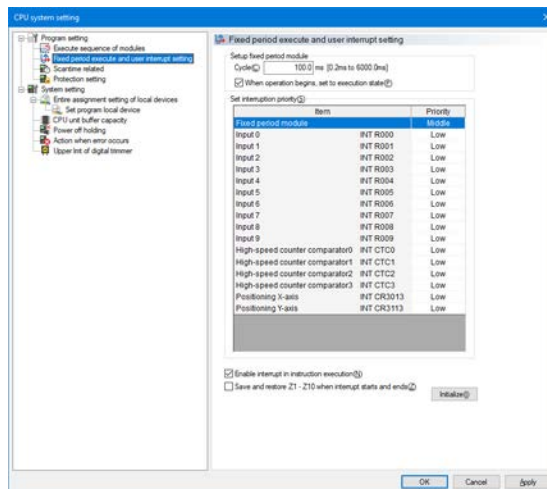 CPU system setting
Program setting
Execute sequence of modules
Fixed period execute and user interrupt setting
Scantime related
Protection setting
System setting
Entire assignment setting of local devices
Set program local device
CPU unit buffer capacity
Power off holding
Action when error occurs
Upper lmt of digital trimmer
Fixed period execute and user interrupt setting
Setup fixed period module
Cycle(C) 100.0 ms [0.2ms to 6000.0ms]
When operation begins, set to execution state(P)
Set interruption priority(S)
Item Priority
Fixed period module Middle
Input 0 INT R000 Low
Input 1 INT R001 Low
Input 2 INT R002 Low
Input 3 INT R003 Low
Input 4 INT R004 Low
Input 5 INT R005 Low
Input 6 INT R006 Low
Input 7 INT R007 Low
Input 8 INT R008 Low
Input 9 INT R009 Low
High-speed counter comparator0 INT CTC0 Low
High-speed counter comparator1 INT CTC1 Low
High-speed counter comparator2 INT CTC2 Low
High-speed counter comparator3 INT CTC3 Low
Positioning X-axis INT CR3013 Low
Positioning Y-axis INT CR3113 Low
Enable interrupt in instruction execution(N)
Save and restore Z1 - Z10 when interrupt starts and ends(Z)
Initialize(I)
OK Cancel Apply